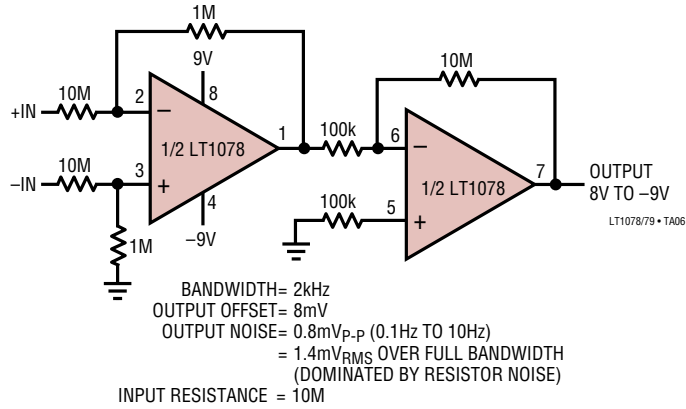 1M
9V
10M
10M
+IN
2
8
−
1
100k
6
−
1/2 LT1078
7
OUTPUT
8V TO −9V
10M
−IN
3
+
1/2 LT1078
4
100k
5
+
LT1078/79 • TA06
1M
−9V
BANDWIDTH= 2kHz
OUTPUT OFFSET= 8mV
OUTPUT NOISE= 0.8mVP-P (0.1Hz TO 10Hz)
= 1.4mVRMS OVER FULL BANDWIDTH
(DOMINATED BY RESISTOR NOISE)
INPUT RESISTANCE = 10M